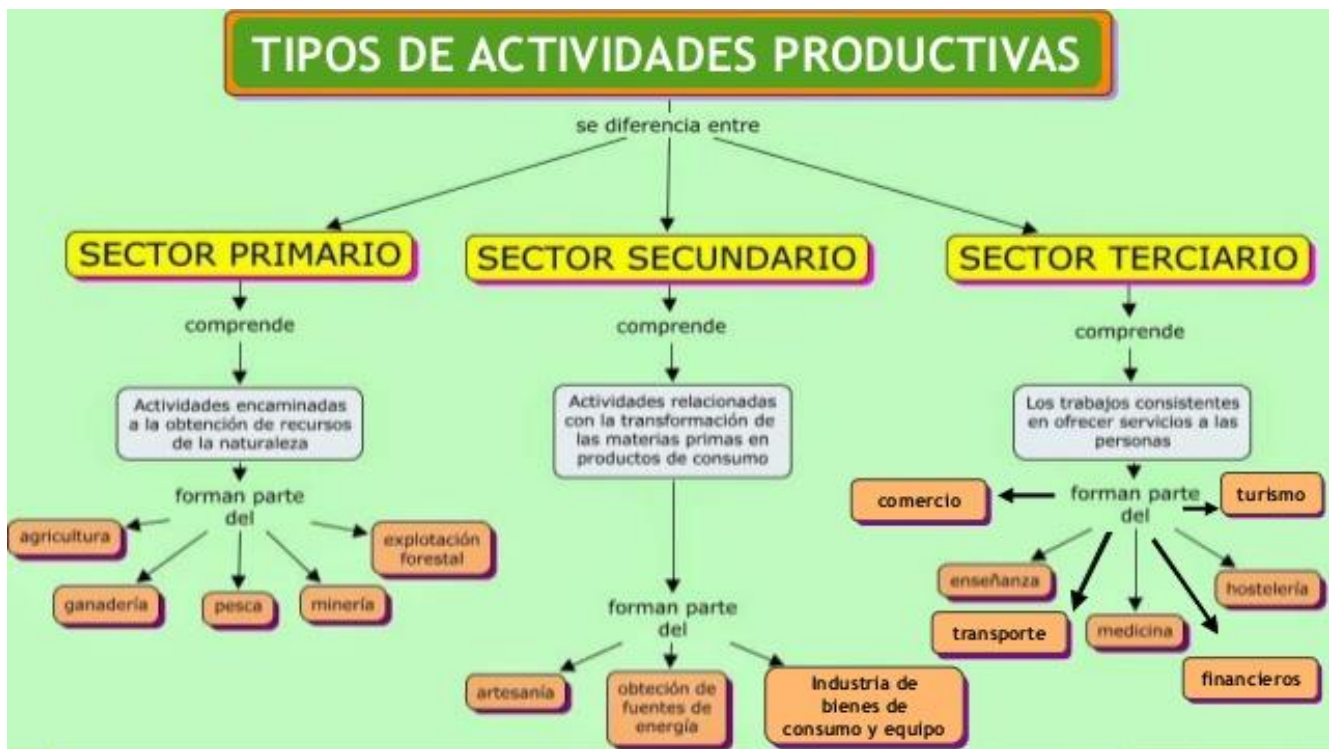 TIPOS DE ACTIVIDADES PRODUCTIVAS
se diferencia entre
SECTOR PRIMARIO
comprende
Actividades encaminadas
a la obtención de recursos
de la naturaleza
forman parte
del
agricultura
ganadería
pesca
minería
explotación
forestal
SECTOR SECUNDARIO
comprende
Actividades relacionadas
con la transformación de
las materias primas en
productos de consumo
forman parte
del
artesanía
obteción de
fuentes de
energía
Industria de
bienes de
consumo y equipo
SECTOR TERCIARIO
comprende
Los trabajos consistentes
en ofrecer servicios a las
personas
forman parte
del
comercio
turismo
enseñanza
hostelería
transporte
medicina
financieros